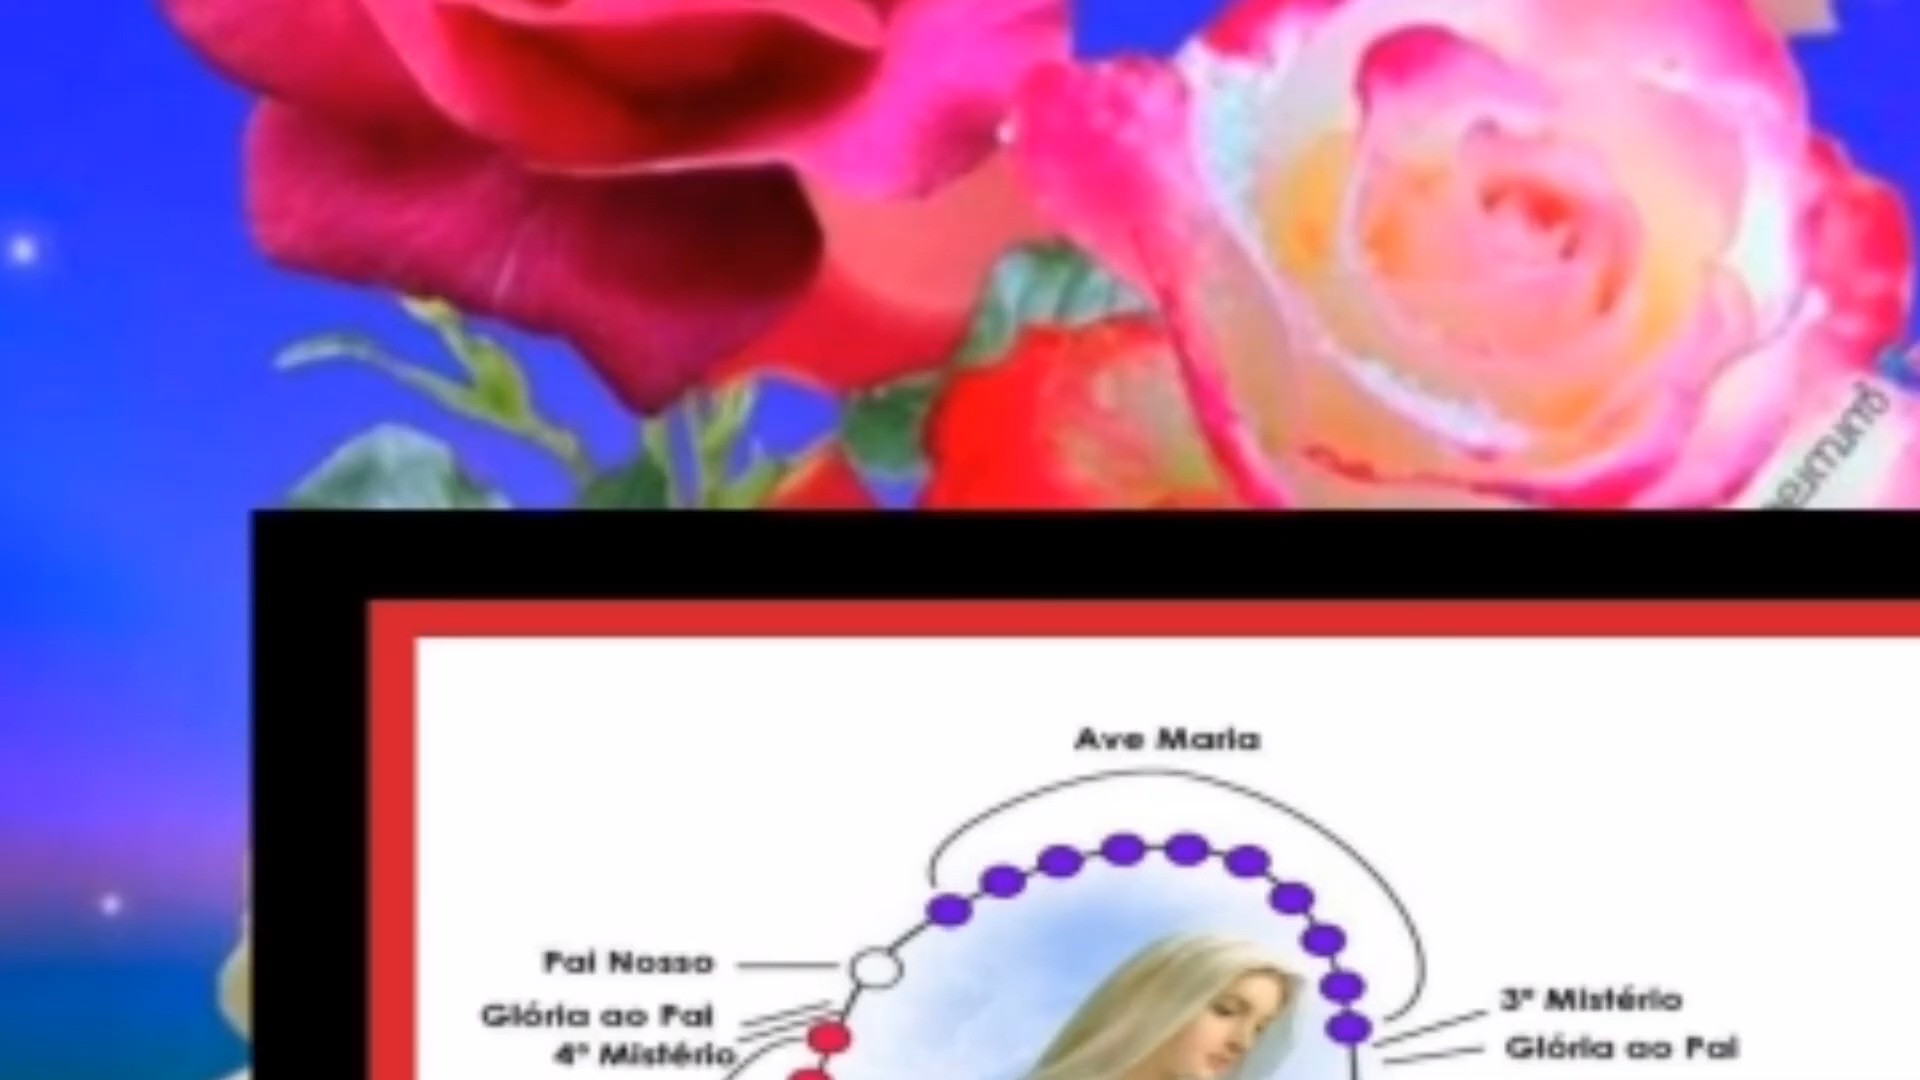 Ave Maria
Pai Nosso
Glória ao Pai
4º Mistério
3º Mistério
Glória ao Pai